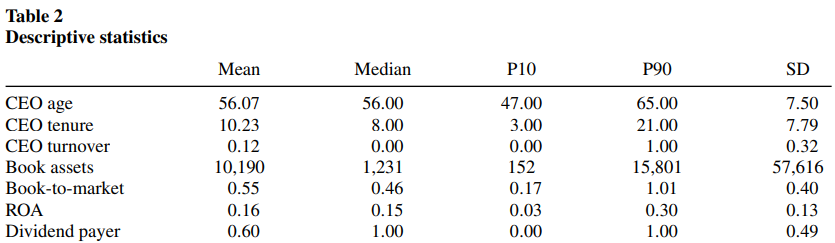 Table 2
Descriptive statistics
Mean Median P10 P90 SD
CEO age 56.07 56.00 47.00 65.00 7.50
CEO tenure 10.23 8.00 3.00 21.00 7.79
CEO turnover 0.12 0.00 0.00 1.00 0.32
Book assets 10,190 1,231 152 15,801 57,616
Book-to-market 0.55 0.46 0.17 1.01 0.40
ROA 0.16 0.15 0.03 0.30 0.13
Dividend payer 0.60 1.00 0.00 1.00 0.49